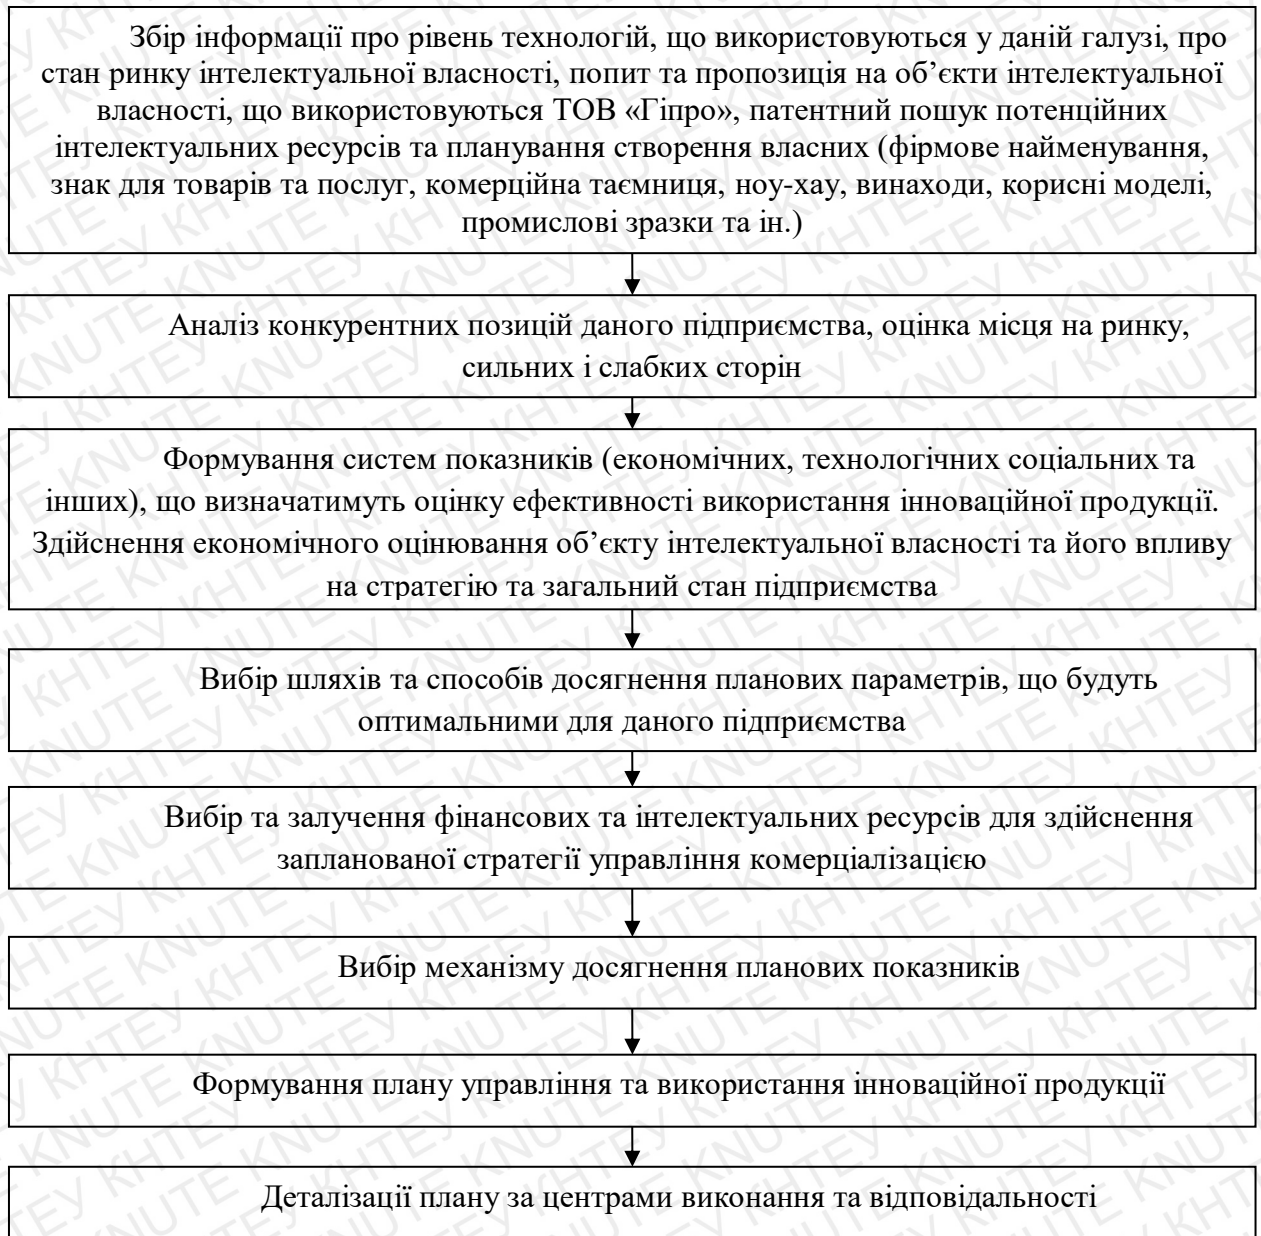 Збір інформації про рівень технологій, що використовуються у даній галузі, про
стан ринку інтелектуальної власності, попит та пропозиція на об’єкти інтелектуальної
власності, що використовуються ТОВ «Гіпро», патентний пошук потенційних
інтелектуальних ресурсів та планування створення власних (фірмове найменування,
знак для товарів та послуг, комерційна таємниця, ноу-хау, винаходи, корисні моделі,
промислові зразки та ін.)
Аналіз конкурентних позицій даного підприємства, оцінка місця на ринку,
сильних і слабких сторін
Формування систем показників (економічних, технологічних соціальних та
інших), що визначатимуть оцінку ефективності використання інноваційної продукції.
Здійснення економічного оцінювання об’єкту інтелектуальної власності та його впливу
на стратегію та загальний стан підприємства
Вибір шляхів та способів досягнення планових параметрів, що будуть
оптимальними для даного підприємства
Вибір та залучення фінансових та інтелектуальних ресурсів для здійснення
запланованої стратегії управління комерціалізацією
Вибір механізму досягнення планових показників
Формування плану управління та використання інноваційної продукції
Деталізації плану за центрами виконання та відповідальності